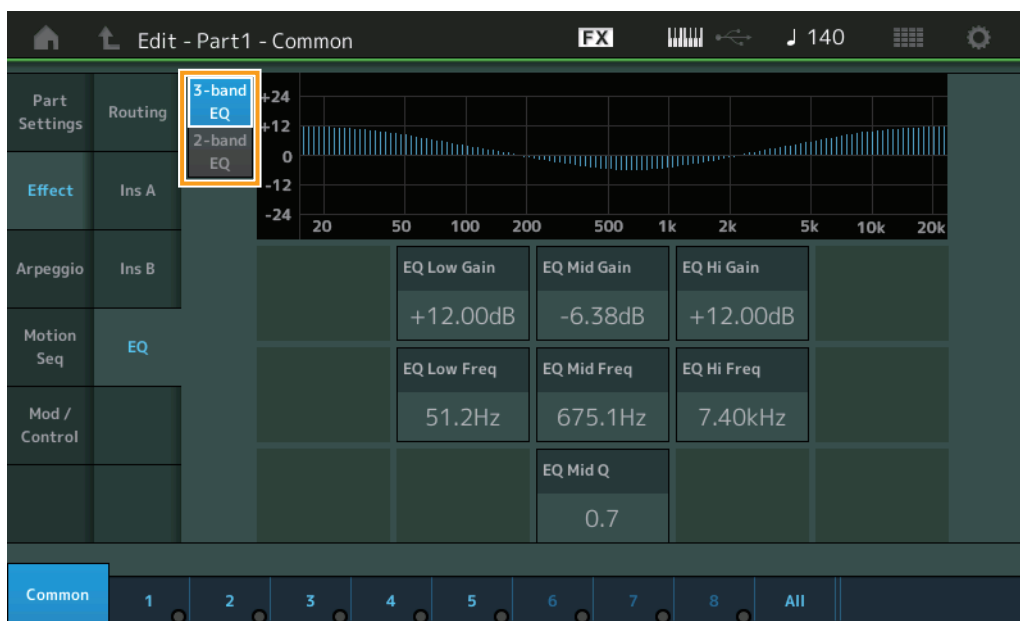 Edit - Part1 - Common
FX
140
Part
Settings
Routing
3-band
EQ
2-band
EQ
+24
+12
0
-12
-24
20 50 100 200 500 1k 2k 5k 10k 20k
Effect
Ins A
Arpeggio
Ins B
EQ Low Gain
+12.00dB
EQ Mid Gain
-6.38dB
EQ Hi Gain
+12.00dB
Motion
Seq
EQ
EQ Low Freq
51.2Hz
EQ Mid Freq
675.1Hz
EQ Hi Freq
7.40kHz
Mod /
Control
EQ Mid Q
0.7
Common 1 2 3 4 5 6 7 8 All